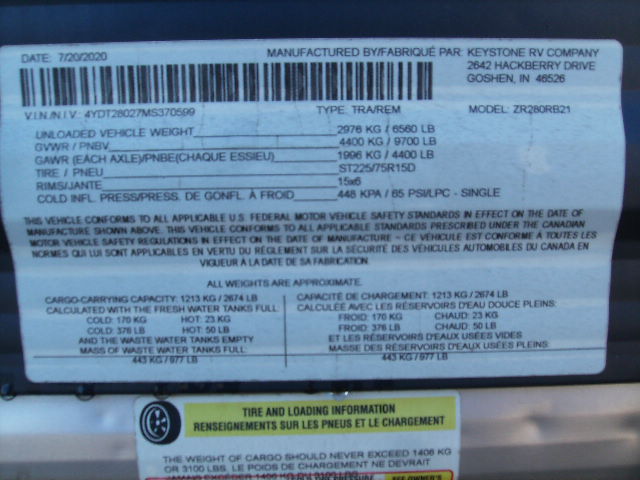 DATE: 7/20/2020
MANUFACTURED BY/FABRIQUÉ PAR: KEYSTONE RV COMPANY
2642 HACKBERRY DRIVE
GOSHEN, IN 46526
V.I.N./N.I.V.: 4YDT28027MS370599 TYPE: TRA/REM MODEL: ZR280RB21
UNLOADED VEHICLE WEIGHT 2976 KG / 6560 LB
GVWR / PNBV 4400 KG / 9700 LB
GAWR (EACH AXLE)/PNBE(CHAQUE ESSIEU) 1996 KG / 4400 LB
TIRE / PNEU ST225/75R15D
RIMS/JANTE 15x6
COLD INFL. PRESS/PRESS. DE GONFL. À FROID 448 KPA / 65 PSI/LPC - SINGLE
THIS VEHICLE CONFORMS TO ALL APPLICABLE U.S. FEDERAL MOTOR VEHICLE SAFETY STANDARDS IN EFFECT ON THE DATE OF
MANUFACTURE SHOWN ABOVE. THIS VEHICLE CONFORMS TO ALL APPLICABLE STANDARDS PRESCRIBED UNDER THE CANADIAN
MOTOR VEHICLE SAFETY REGULATIONS IN EFFECT ON THE DATE OF MANUFACTURE ~ CE VÉHICULE EST CONFORME À TOUTES LES
NORMES QUI LUI SONT APPLICABLES EN VERTU DU RÉGLEMENT SUR LA SÉCURITÉ DES VÉHICULES AUTOMOBILES DU CANADA EN
VIGUEUR A LA DATE DE SA FABRICATION.
ALL WEIGHTS ARE APPROXIMATE.
CARGO-CARRYING CAPACITY: 1213 KG / 2674 LB
CALCULATED WITH THE FRESH WATER TANKS FULL
COLD: 170 KG HOT: 23 KG
COLD: 376 LB HOT: 50 LB
AND THE WASTE WATER TANKS EMPTY
MASS OF WASTE WATER TANKS FULL:
443 KG / 977 LB
CAPACITÉ DE CHARGEMENT: 1213 KG / 2674 LB
CALCULÉE AVEC LES RÉSERVOIRS D'EAU DOUCE PLEINS:
FROID: 170 KG CHAUD: 23 KG
FROID: 376 LB CHAUD: 50 LB
ET LES RÉSERVOIRS D'EAUX USÉES VIDES
MASSE DES RÉSERVOIRS D'EAUX USÉES PLEINS:
443 KG / 977 LB
TIRE AND LOADING INFORMATION
RENSEIGNEMENTS SUR LES PNEUS ET LE CHARGEMENT
THE WEIGHT OF CARGO SHOULD NEVER EXCEED 1406 KG
OR 3100 LBS. LE POIDS DE CHARGEMENT NE DEVRAIT
JAMAIS EXCEDER 1406 KG OU 3100 LBS.
SEE OWNER'S